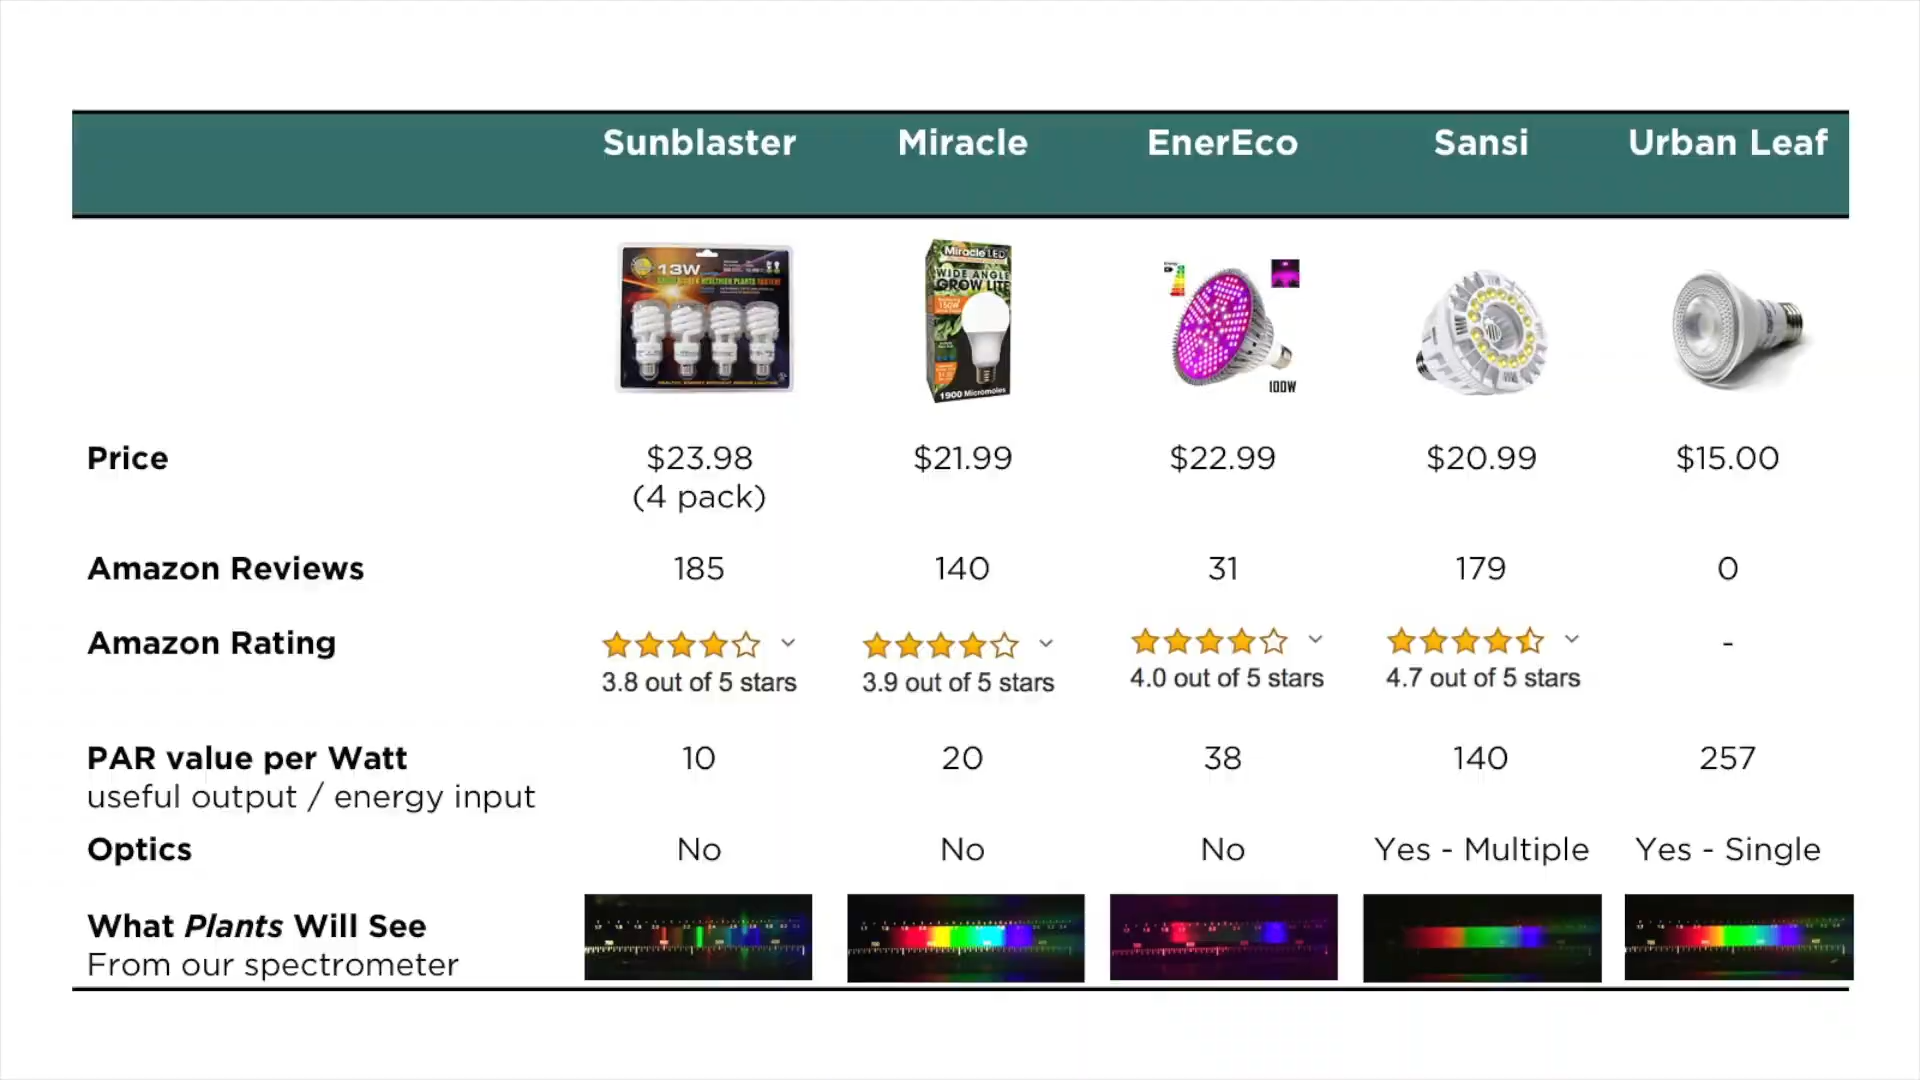 Sunblaster Miracle EnerEco Sansi Urban Leaf
13W
Miracle LED
WIDE ANGLE
GROW LITE
150W
1900 Micromoles
100W
Price $23.98 $21.99 $22.99 $20.99 $15.00
(4 pack)
Amazon Reviews 185 140 31 179 0
Amazon Rating -
3.8 out of 5 stars 3.9 out of 5 stars 4.0 out of 5 stars 4.7 out of 5 stars
PAR value per Watt 10 20 38 140 257
useful output / energy input
Optics No No No Yes - Multiple Yes - Single
What Plants Will See
From our spectrometer